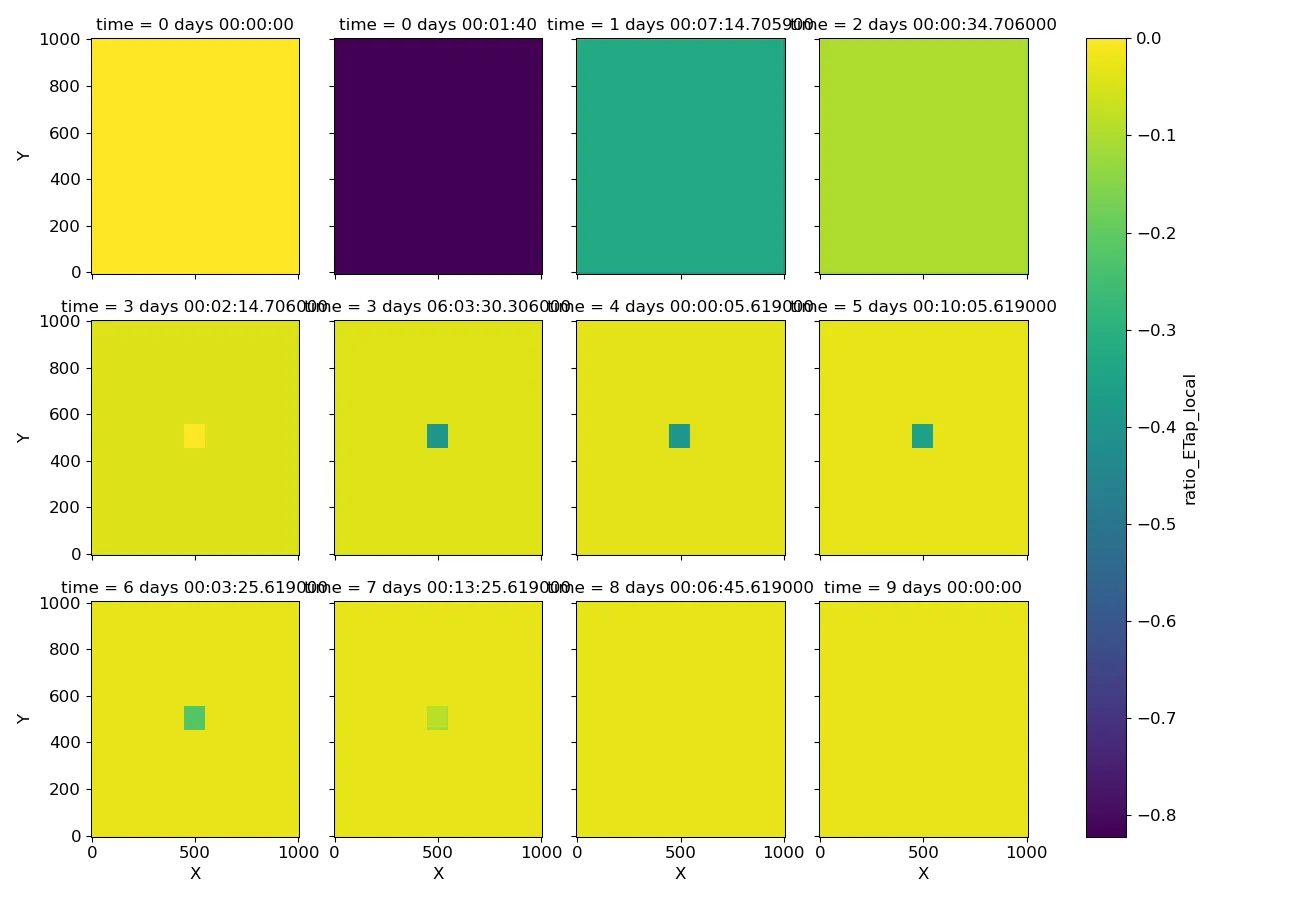 time = 0 days 00:00:00
time = 0 days 00:01:40
time = 1 days 00:07:14.705900
time = 2 days 00:00:34.706000
1000
800
600
400
200
0
Y
time = 3 days 00:02:14.706000
time = 3 days 06:03:30.306000
time = 4 days 00:00:05.619000
time = 5 days 00:10:05.619000
1000
800
600
400
200
0
Y
time = 6 days 00:03:25.619000
time = 7 days 00:13:25.619000
time = 8 days 00:06:45.619000
time = 9 days 00:00:00
1000
800
600
400
200
0
Y
0 500 1000
X
0 500 1000
X
0 500 1000
X
0 500 1000
X
0.0
−0.1
−0.2
−0.3
−0.4
−0.5
−0.6
−0.7
−0.8
ratio_ETap_local